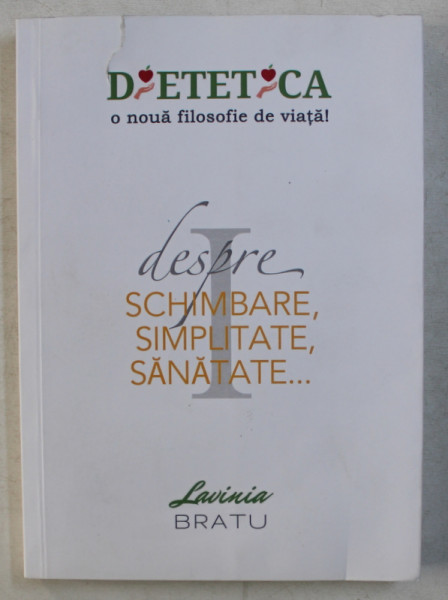 DIETETICA
o nouă filosofie de viață!
I
despre
SCHIMBARE,
SIMPLITATE,
SĂNĂTATE...
Lavinia
BRATU